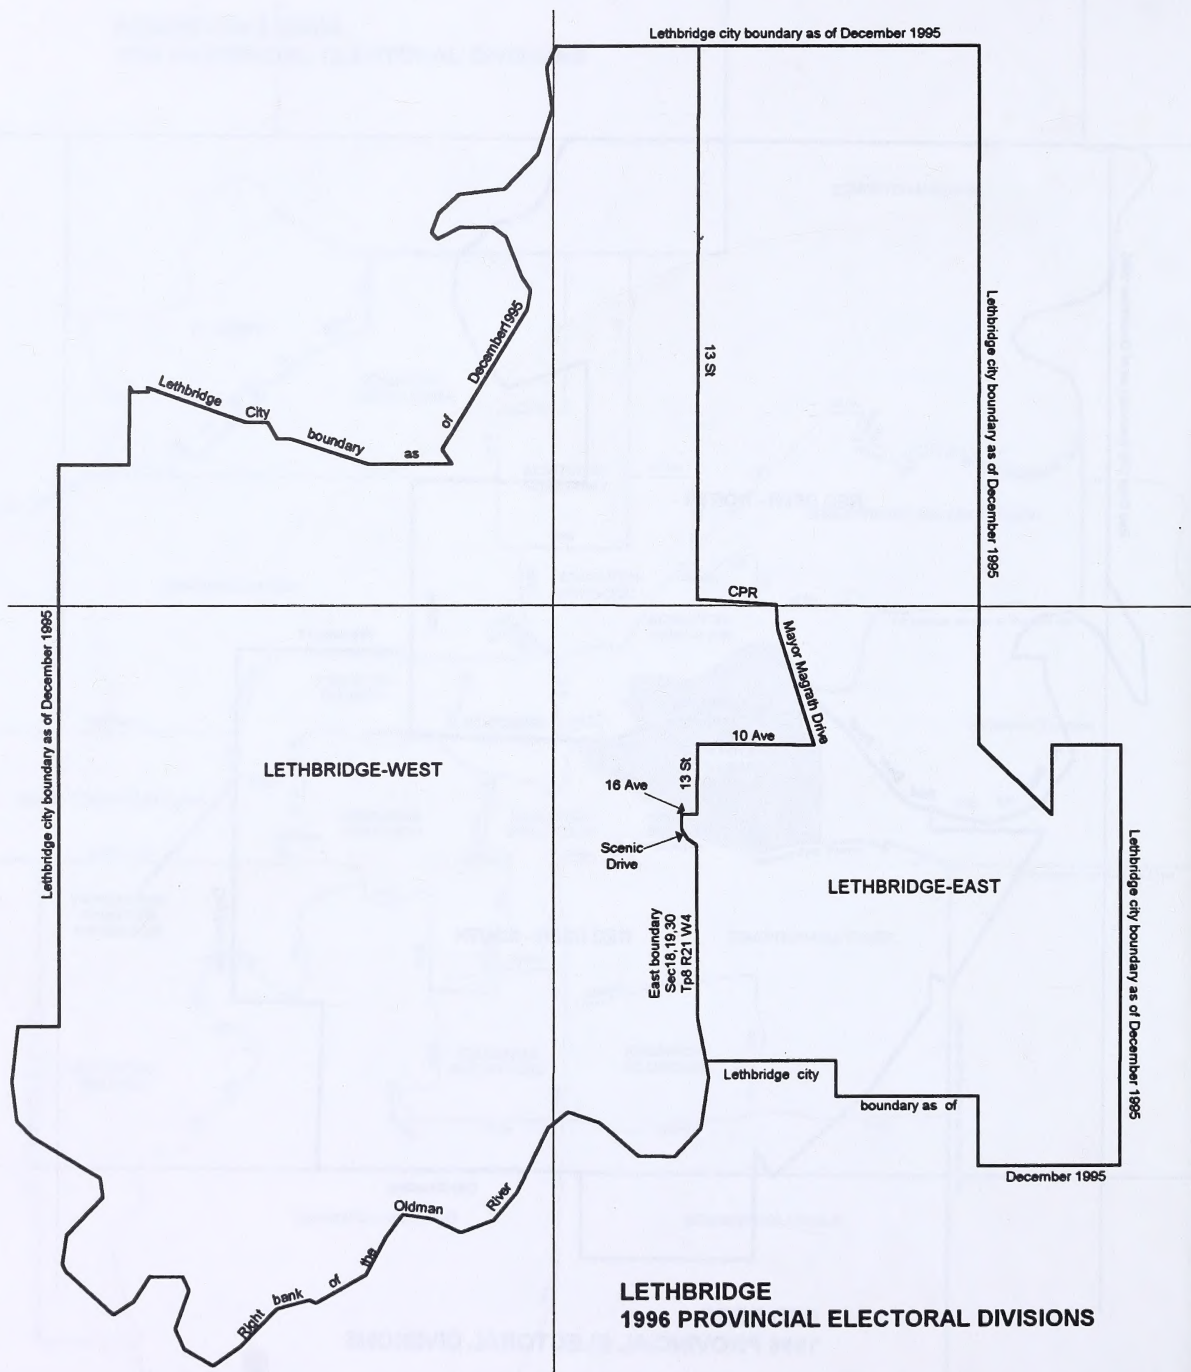 Lethbridge city boundary as of December 1995
Lethbridge City boundary as of December1995
13 St
Lethbridge city boundary as of December 1995
CPR
Mayor Magrath Drive
Lethbridge city boundary as of December 1995
10 Ave
LETHBRIDGE-WEST
13 St
16 Ave
Scenic
Drive
LETHBRIDGE-EAST
Lethbridge city boundary as of December 1995
East boundary
Sec18,19,30
Tp8 R21 W4
Lethbridge city
boundary as of
December 1995
Right bank of the Oldman River
LETHBRIDGE
1996 PROVINCIAL ELECTORAL DIVISIONS